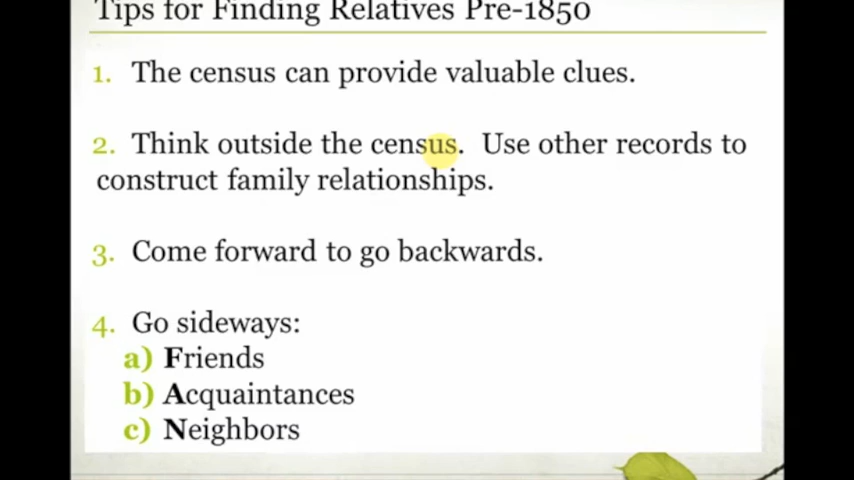 Tips for Finding Relatives Pre-1850
1. The census can provide valuable clues.
2. Think outside the census. Use other records to
construct family relationships.
3. Come forward to go backwards.
4. Go sideways:
a) Friends
b) Acquaintances
c) Neighbors